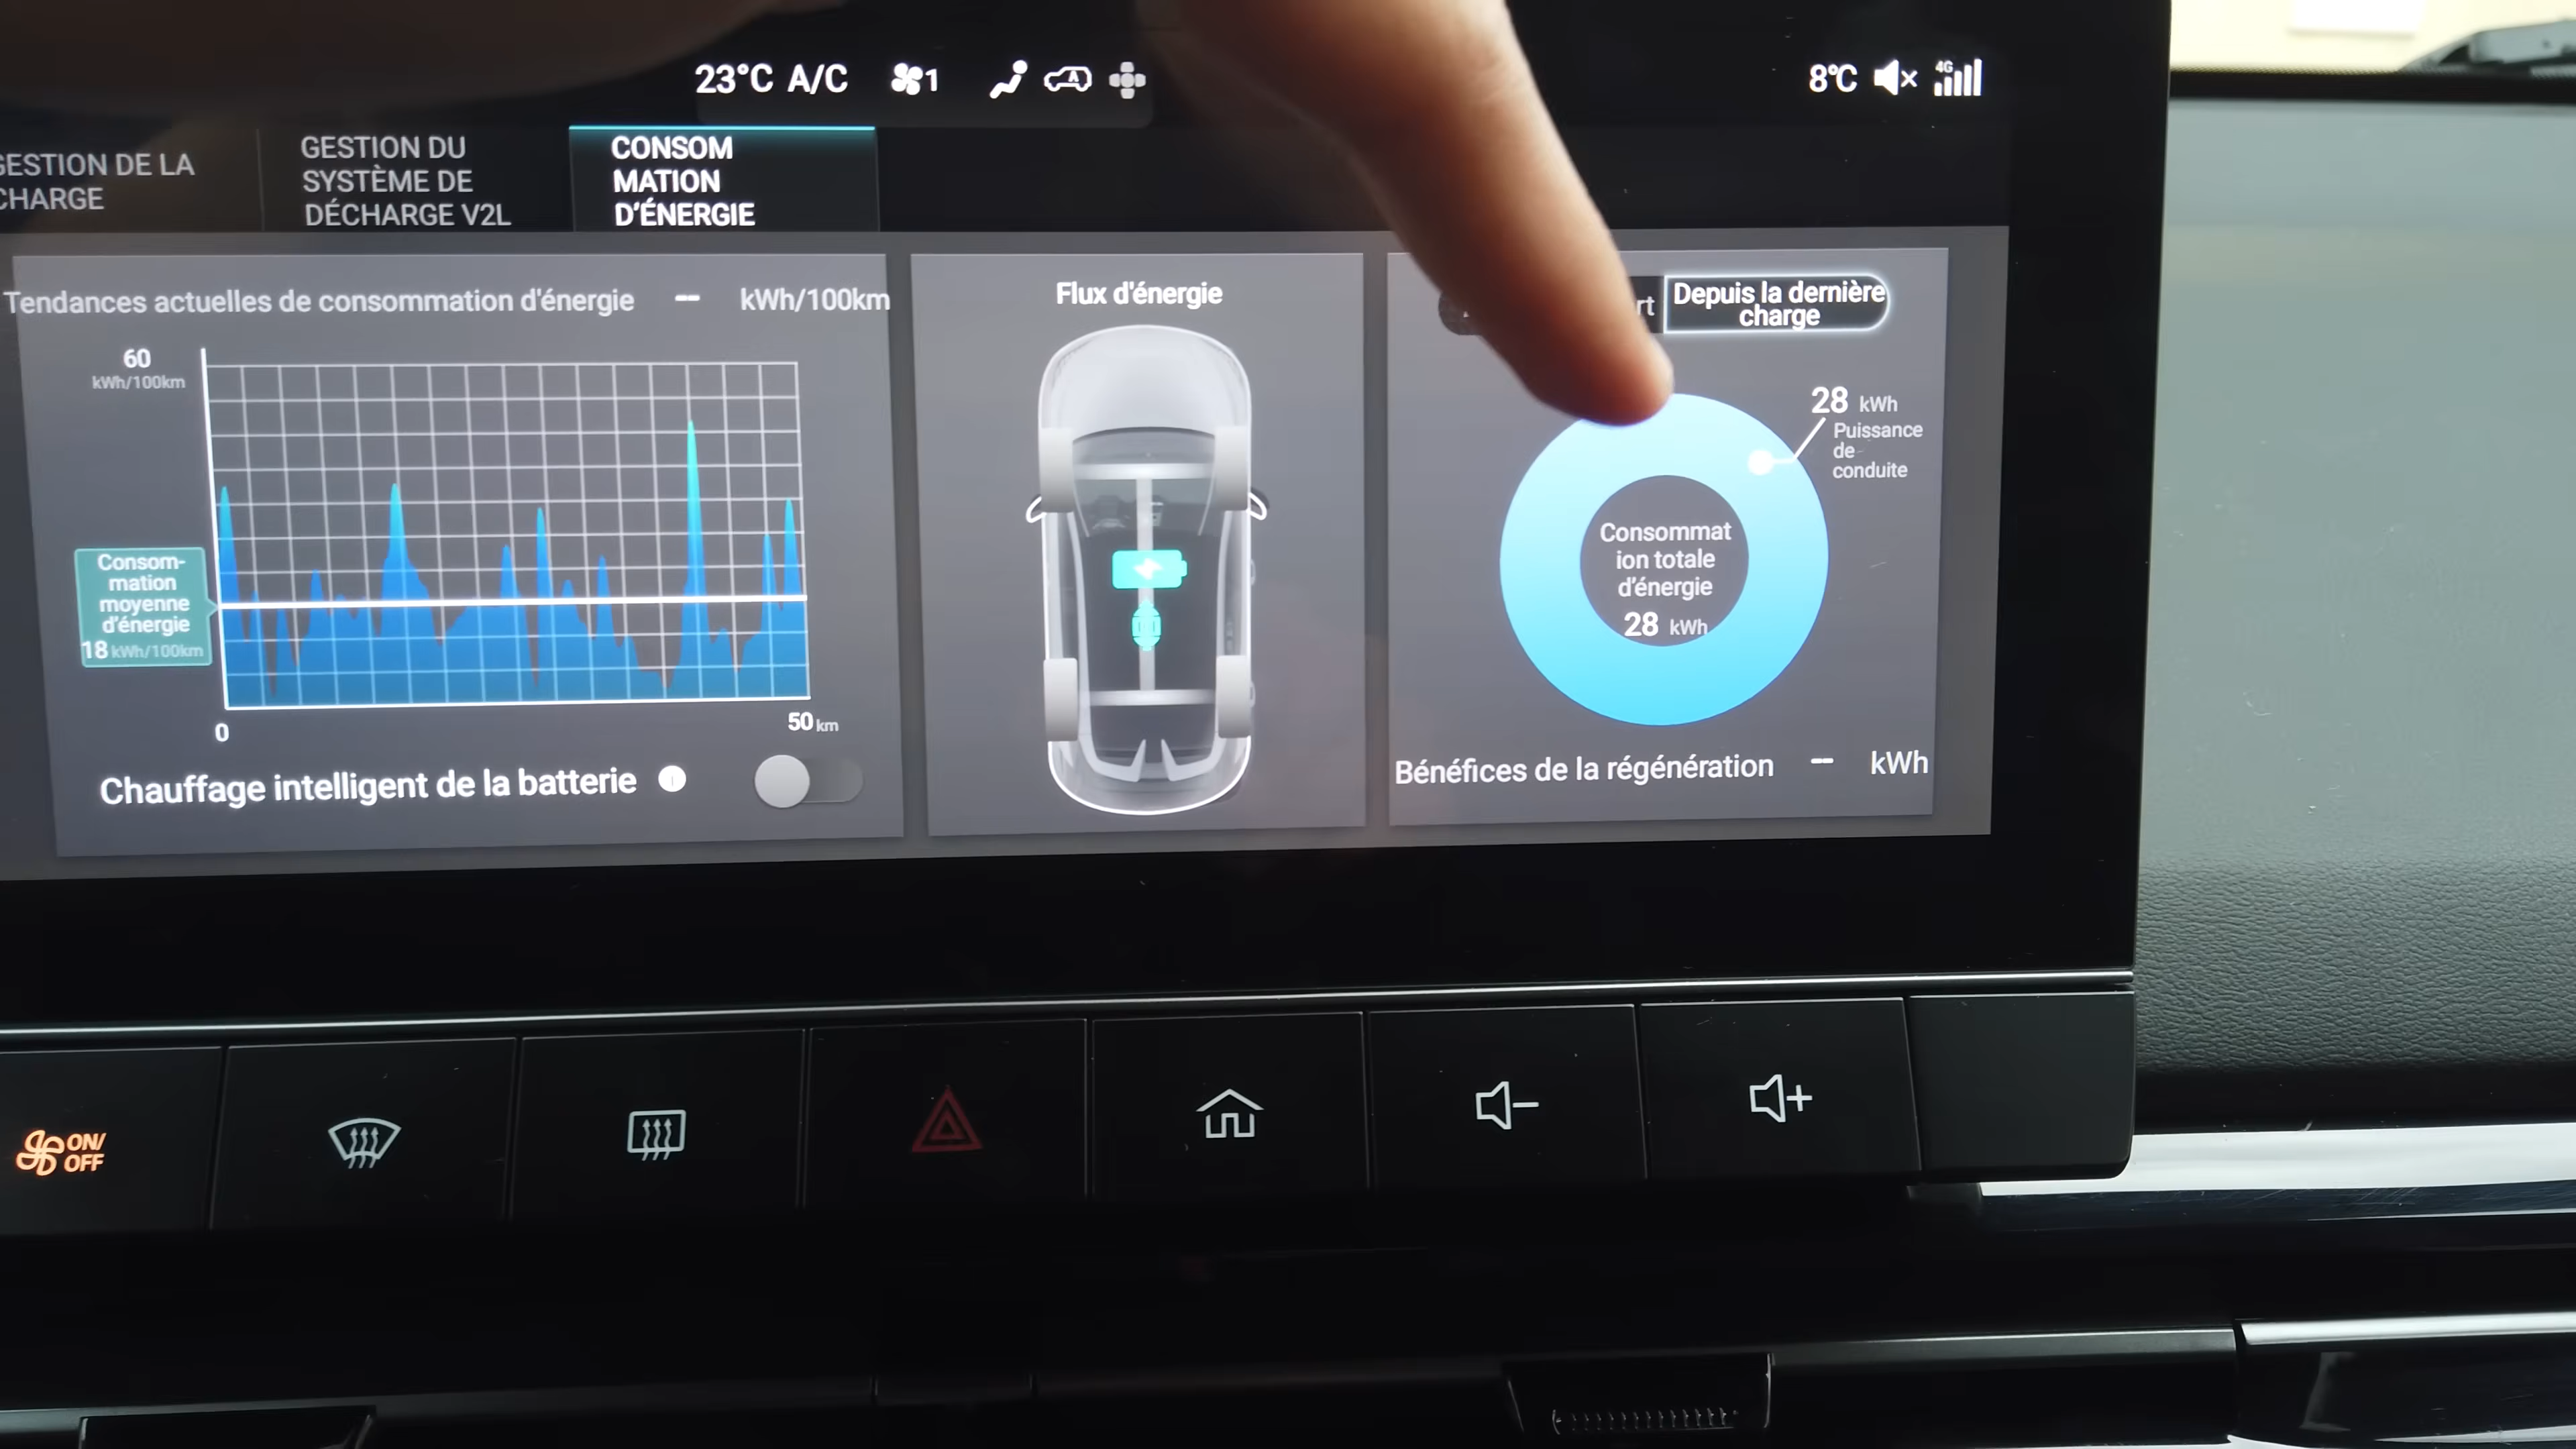 23°C A/C 1
8°C 4G
GESTION DE LA
CHARGE
GESTION DU
SYSTÈME DE
DÉCHARGE V2L
CONSOM
MATION
D'ÉNERGIE
Tendances actuelles de consommation d'énergie -- kWh/100km
60
kWh/100km
Consom-
mation
moyenne
d'énergie
18 kWh/100km
0
50 km
Chauffage intelligent de la batterie
Flux d'énergie
rt
Depuis la dernière
charge
28 kWh
Puissance
de
conduite
Consommat
ion totale
d'énergie
28 kWh
Bénéfices de la régénération -- kWh
ON/
OFF